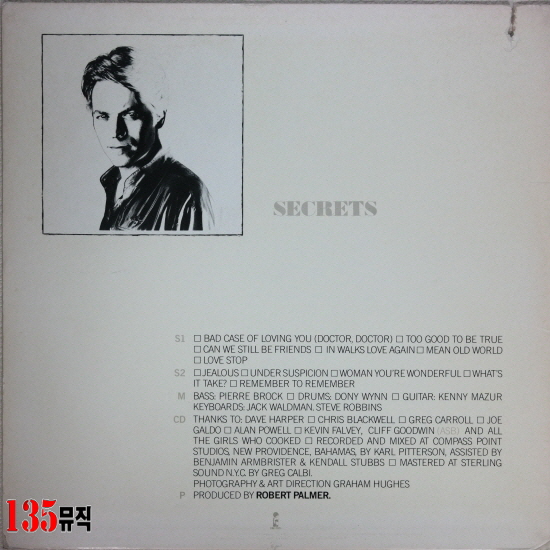 SECRETS
S1 □ BAD CASE OF LOVING YOU (DOCTOR, DOCTOR) □ TOO GOOD TO BE TRUE
□ CAN WE STILL BE FRIENDS □ IN WALKS LOVE AGAIN □ MEAN OLD WORLD
□ LOVE STOP
S2 □ JEALOUS □ UNDER SUSPICION □ WOMAN YOU'RE WONDERFUL □ WHAT'S
IT TAKE? □ REMEMBER TO REMEMBER
M BASS: PIERRE BROCK □ DRUMS: DONY WYNN □ GUITAR: KENNY MAZUR
KEYBOARDS: JACK WALDMAN. STEVE ROBBINS
CD THANKS TO: DAVE HARPER □ CHRIS BLACKWELL □ GREG CARROLL □ JOE
GALDO □ ALAN POWELL □ KEVIN FALVEY, CLIFF GOODWIN (ASB) AND ALL
THE GIRLS WHO COOKED □ RECORDED AND MIXED AT COMPASS POINT
STUDIOS, NEW PROVIDENCE, BAHAMAS, BY KARL PITTERSON, ASSISTED BY
BENJAMIN ARMBRISTER & KENDALL STUBBS □ MASTERED AT STERLING
SOUND N.Y.C. BY GREG CALBI.
PHOTOGRAPHY & ART DIRECTION GRAHAM HUGHES
P PRODUCED BY ROBERT PALMER.
135뮤직